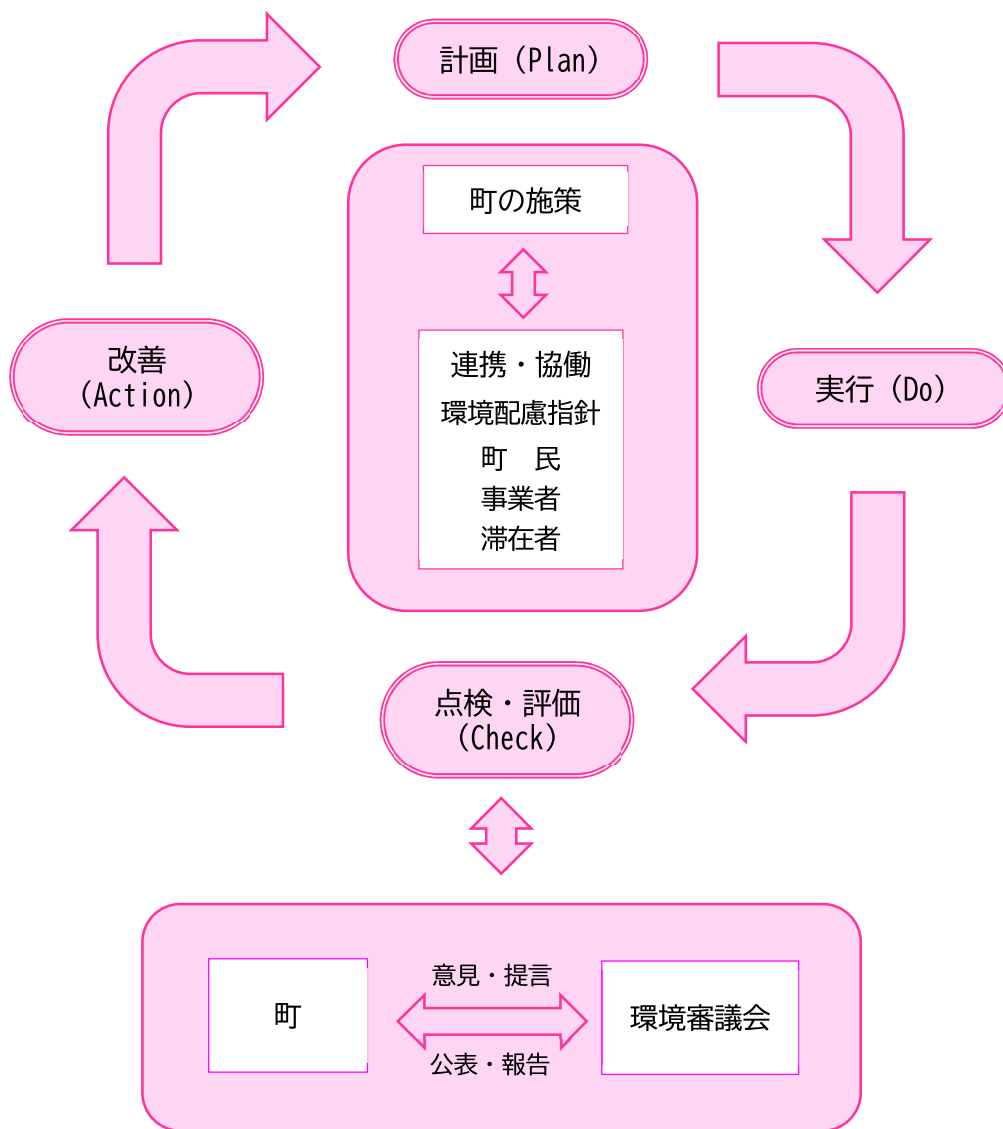 計画（Plan）
町の施策
連携・協働
環境配慮指針
町　民
事業者
滞在者
改善
（Action）
実行（Do）
点検・評価
（Check）
意見・提言
町
環境審議会
公表・報告